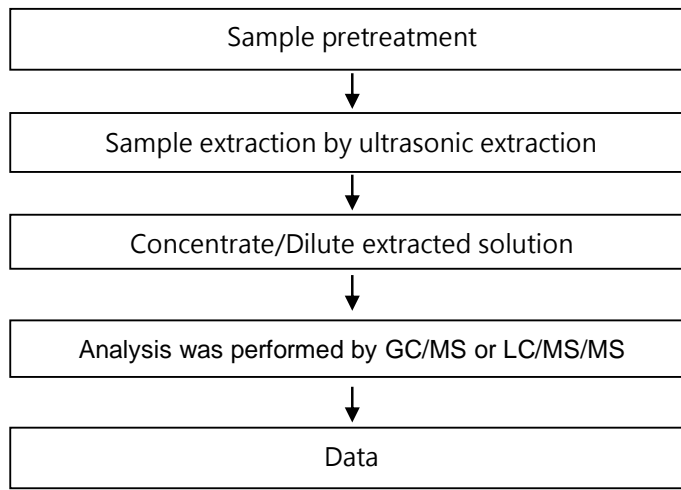 Sample pretreatment
Sample extraction by ultrasonic extraction
Concentrate/Dilute extracted solution
Analysis was performed by GC/MS or LC/MS/MS
Data